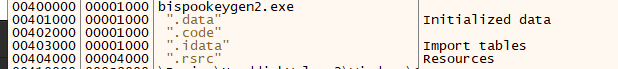 00400000 00001000 bispookeygen2.exe
00401000 00001000 ".data" Initialized data
00402000 00001000 ".code"
00403000 00001000 ".idata" Import tables
00404000 00004000 ".rsrc" Resources